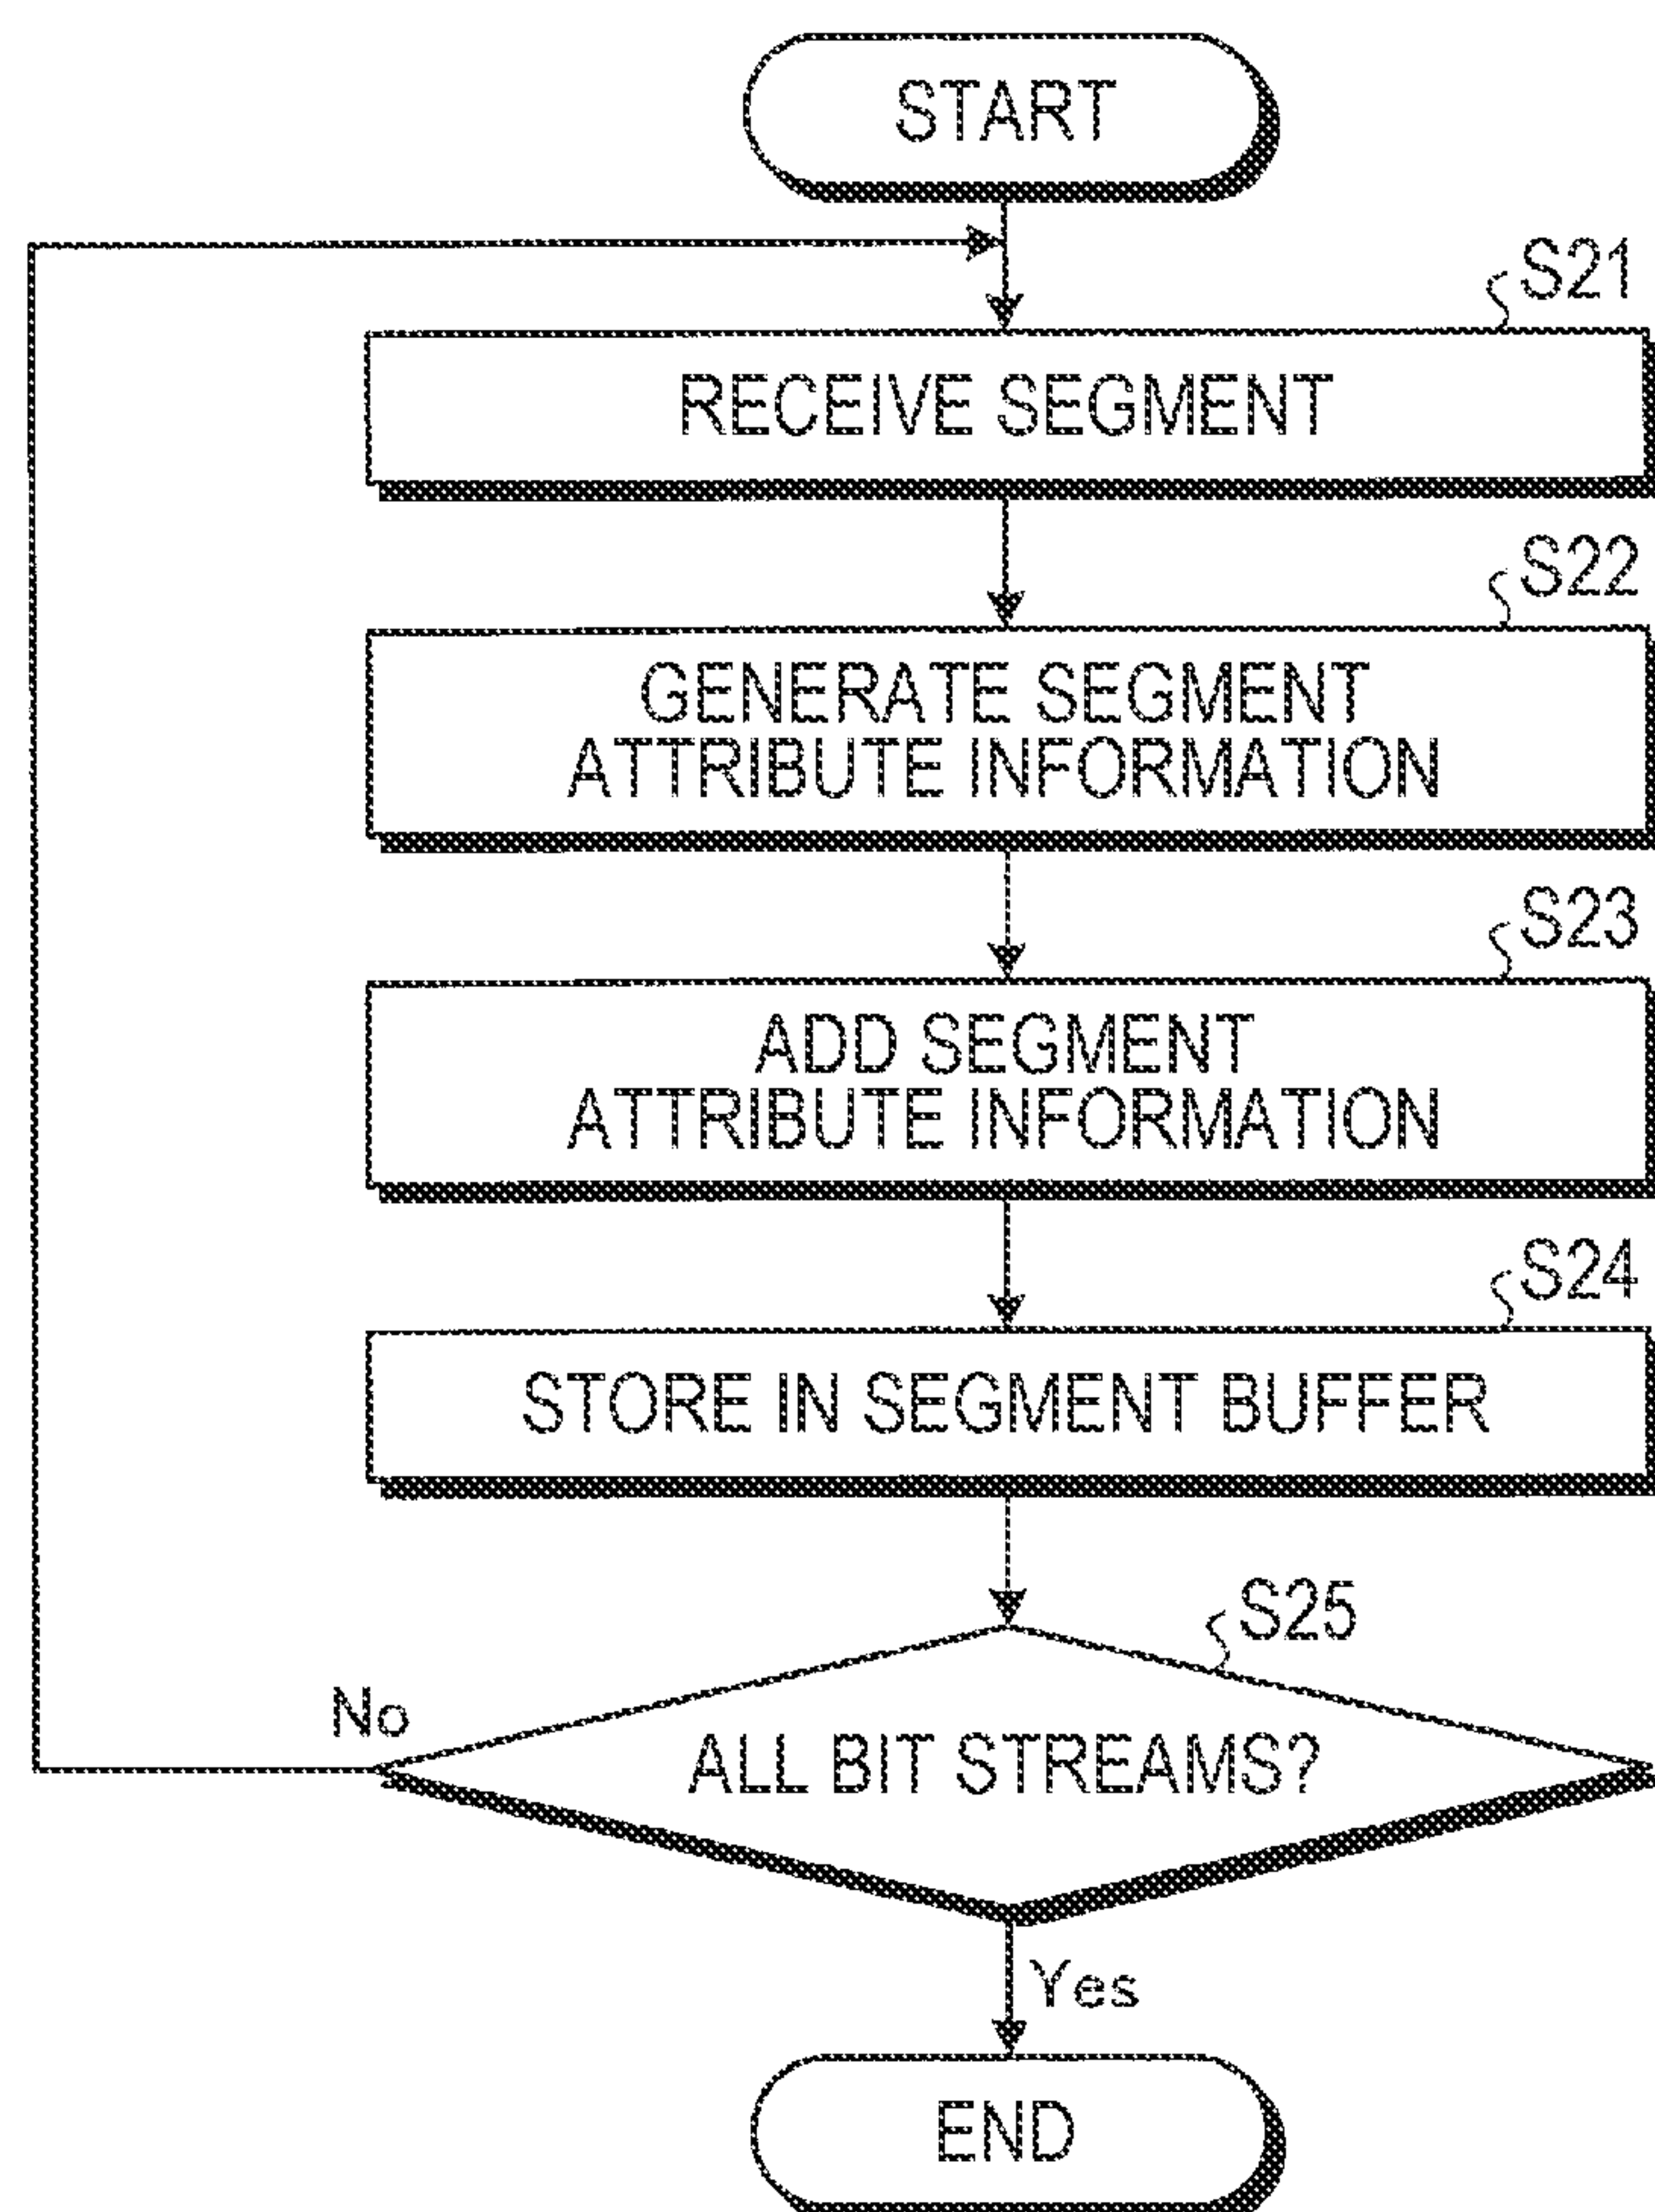 START
S21
RECEIVE SEGMENT
S22
GENERATE SEGMENT
ATTRIBUTE INFORMATION
S23
ADD SEGMENT
ATTRIBUTE INFORMATION
S24
STORE IN SEGMENT BUFFER
S25
No
ALL BIT STREAMS?
Yes
END